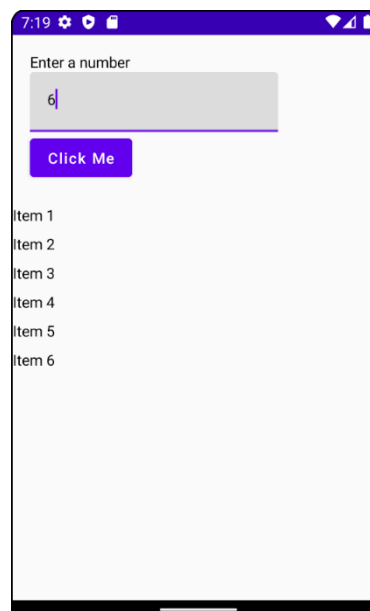 7:19
Enter a number
6
Click Me
Item 1
Item 2
Item 3
Item 4
Item 5
Item 6